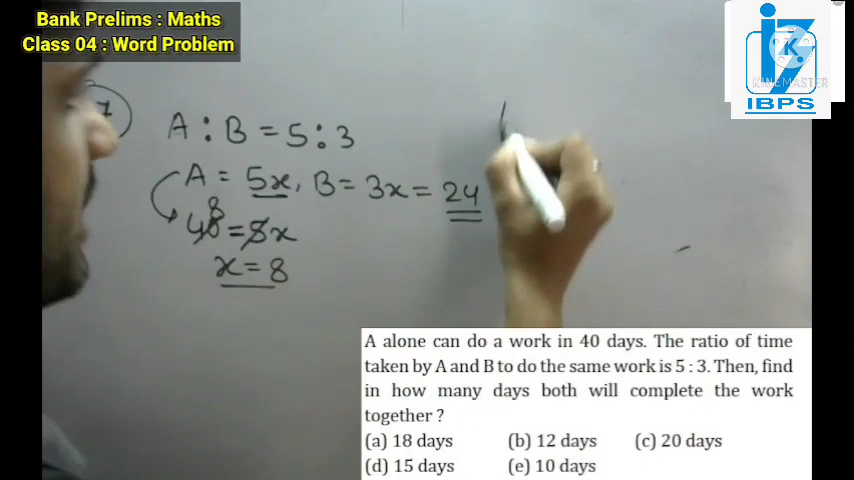 Bank Prelims : Maths
Class 04 : Word Problem
KINEMASTER
IBPS
7
A : B = 5 : 3
A = 5x, B = 3x = 24
8
40 = 5x
x = 8
A alone can do a work in 40 days. The ratio of time
taken by A and B to do the same work is 5 : 3. Then, find
in how many days both will complete the work
together ?
(a) 18 days (b) 12 days (c) 20 days
(d) 15 days (e) 10 days